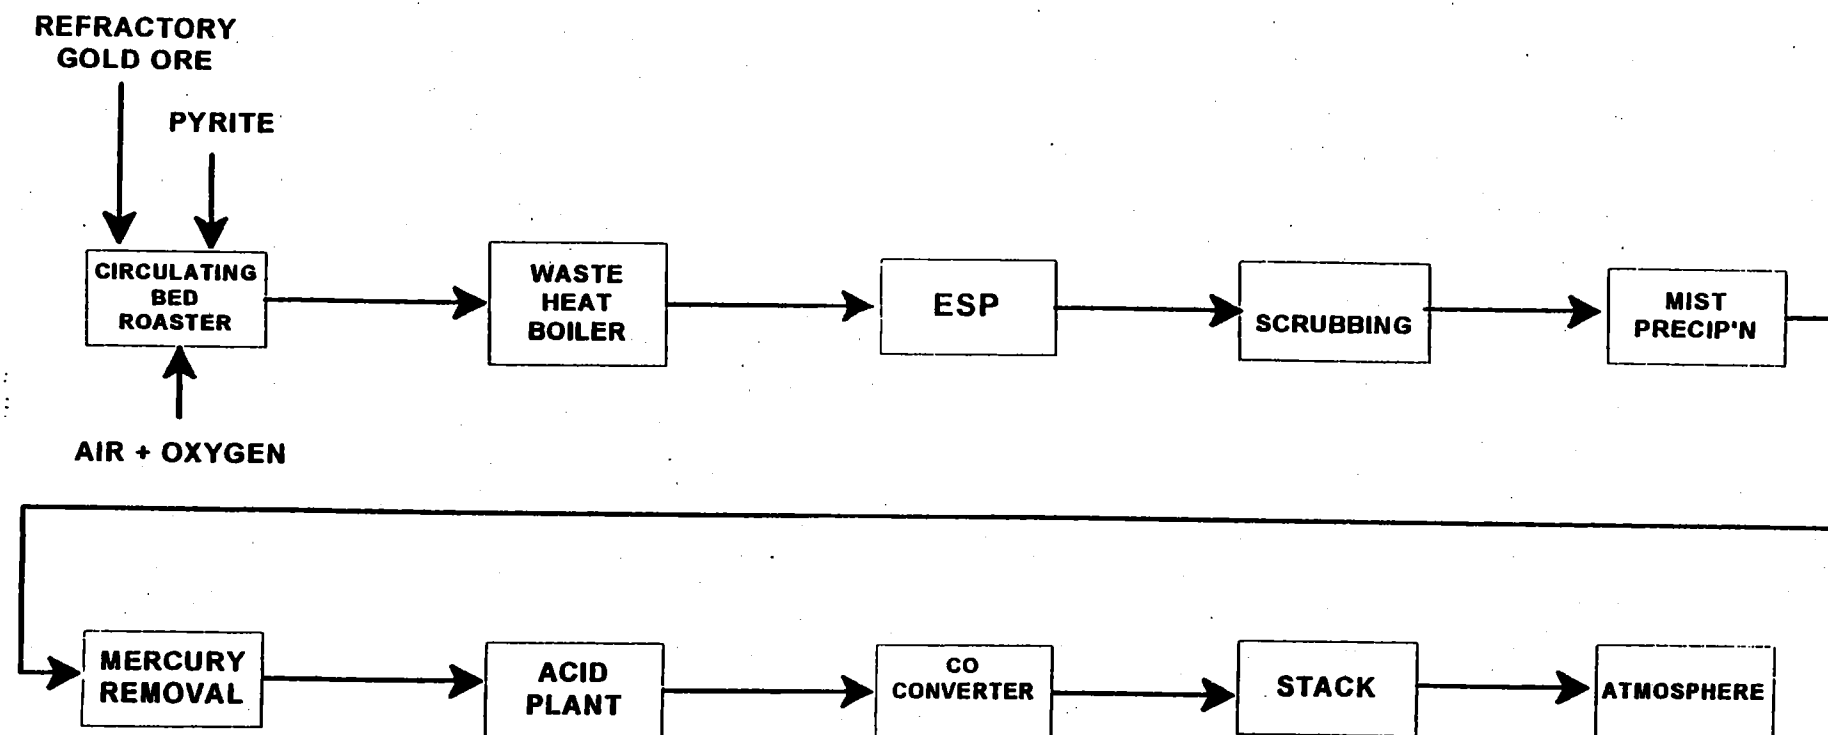 REFRACTORY
GOLD ORE
PYRITE
CIRCULATING
BED
ROASTER
WASTE
HEAT
BOILER
ESP
SCRUBBING
MIST
PRECIP'N
AIR + OXYGEN
MERCURY
REMOVAL
ACID
PLANT
CO
CONVERTER
STACK
ATMOSPHERE